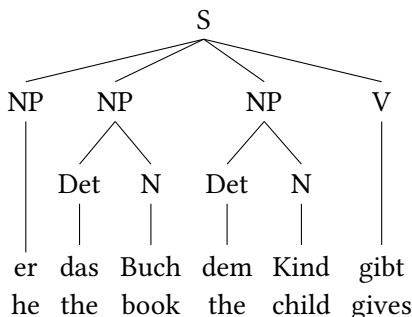 S
NP NP NP V
Det N Det N
er das Buch dem Kind gibt
he the book the child gives